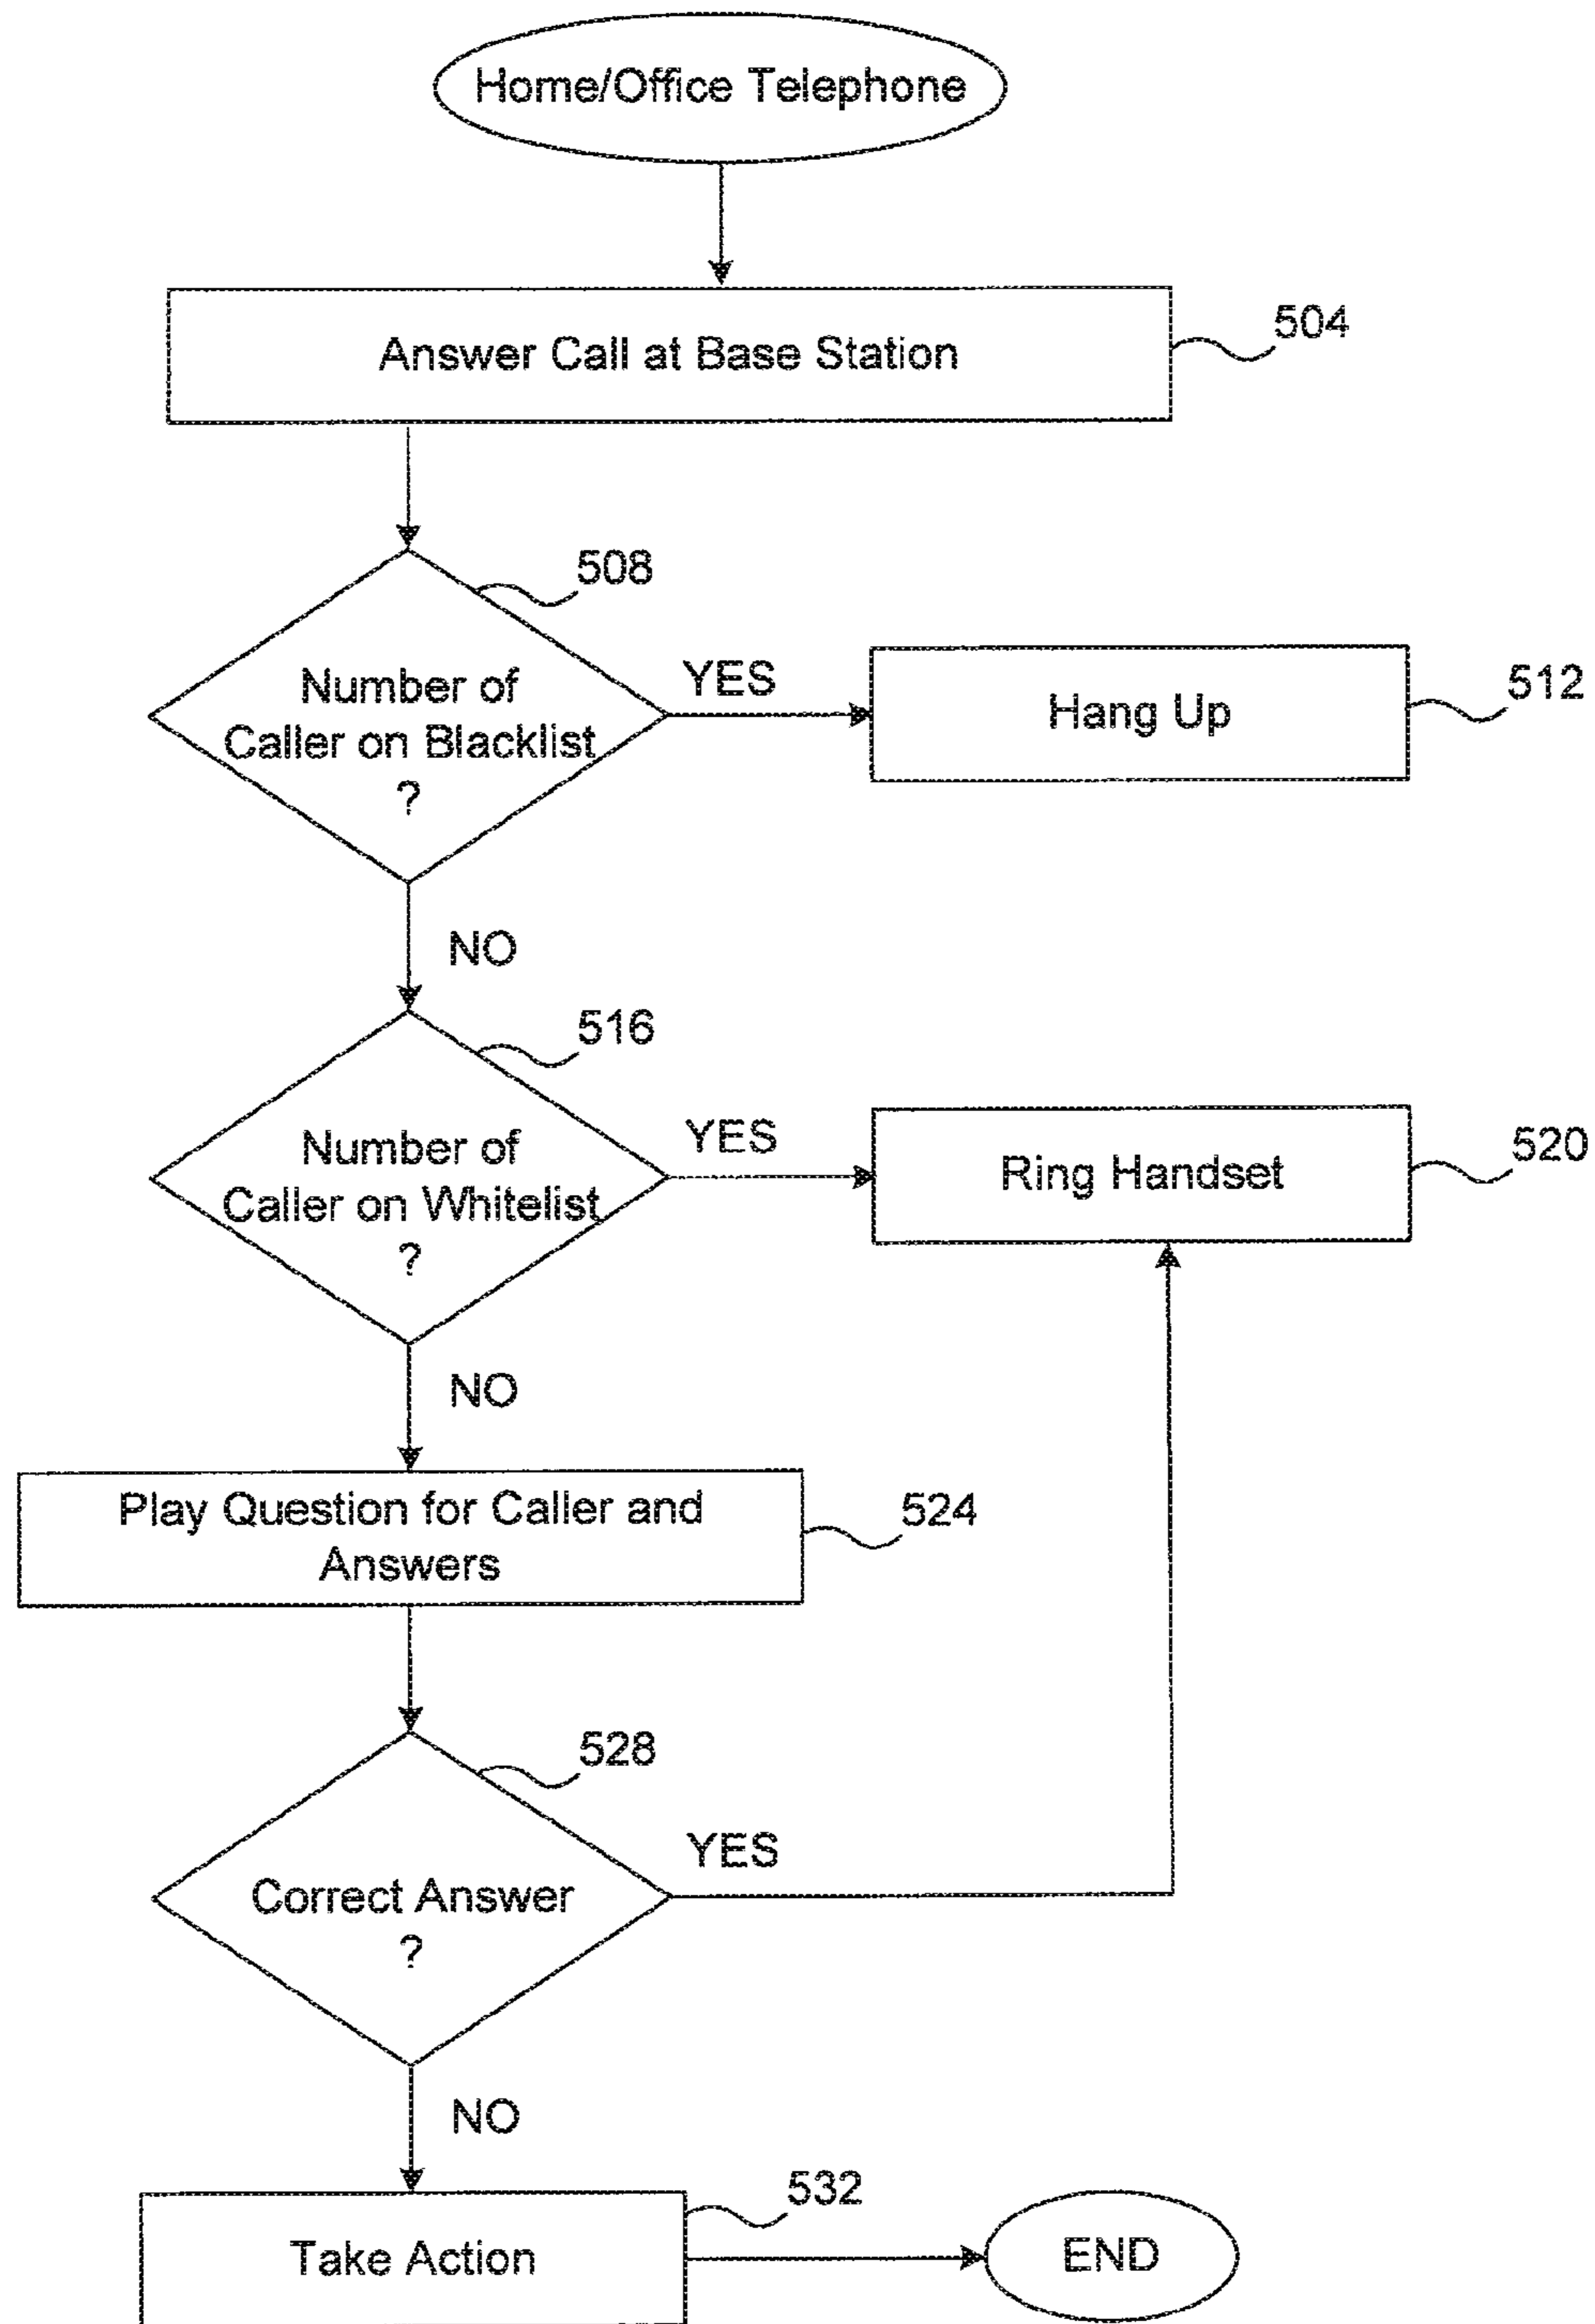 Home/Office Telephone
Answer Call at Base Station
504
508
Number of
Caller on Blacklist
?
YES
Hang Up
512
NO
516
Number of
Caller on Whitelist
?
YES
Ring Handset
520
NO
Play Question for Caller and
Answers
524
528
Correct Answer
?
YES
NO
532
Take Action
END